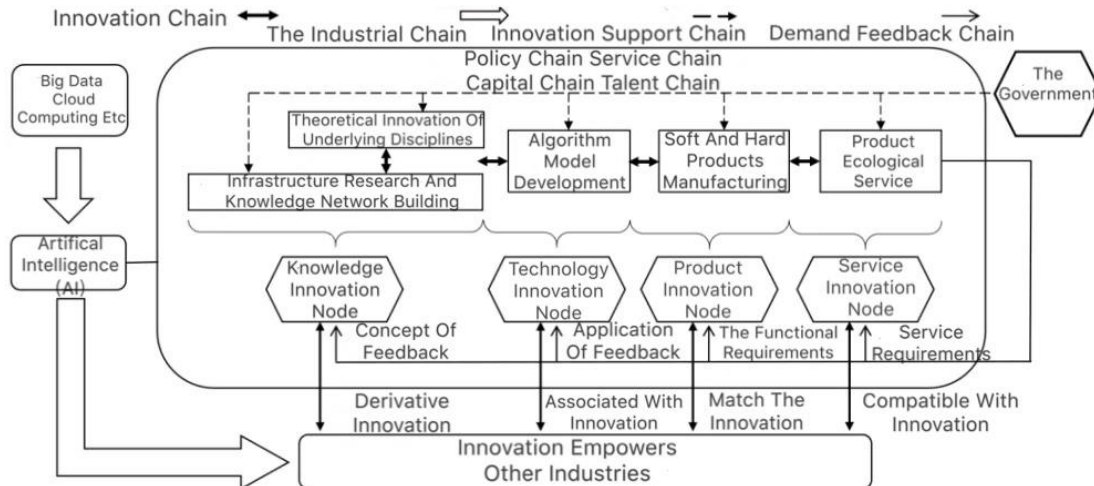 Innovation Chain
The Industrial Chain
Innovation Support Chain
Demand Feedback Chain
Policy Chain Service Chain
Capital Chain Talent Chain
The
Government
Big Data
Cloud
Computing Etc
Theoretical Innovation Of
Underlying Disciplines
Infrastructure Research And
Knowledge Network Building
Algorithm
Model
Development
Soft And Hard
Products
Manufacturing
Product
Ecological
Service
Artifical
Intelligence
(AI)
Knowledge
Innovation
Node
Technology
Innovation
Node
Product
Innovation
Node
Service
Innovation
Node
Concept Of
Feedback
Application
Of Feedback
The Functional
Requirements
Service
Requirements
Derivative
Innovation
Associated With
Innovation
Match The
Innovation
Compatible With
Innovation
Innovation Empowers
Other Industries